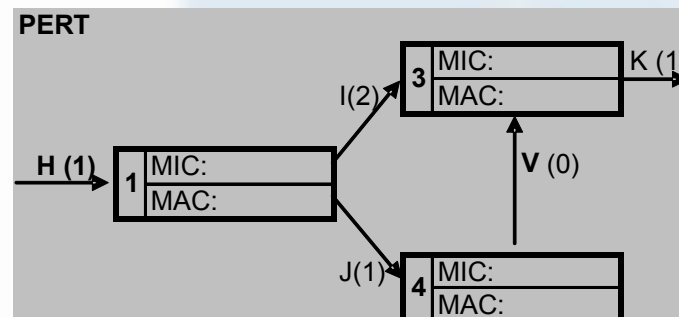 PERT
3 MIC:
MAC:
K (1
I(2)
H (1)
1 MIC:
MAC:
V (0)
J(1)
4 MIC:
MAC: